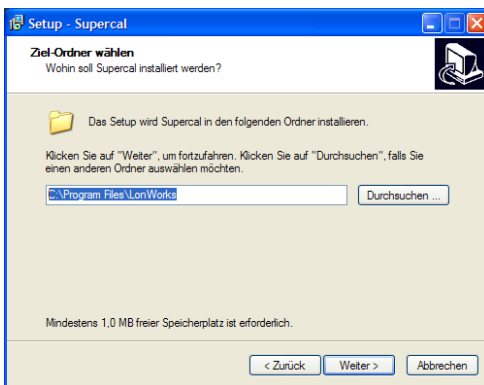 Setup - Supercal
Ziel-Ordner wählen
Wohin soll Supercal installiert werden?
Das Setup wird Supercal in den folgenden Ordner installieren.
Klicken Sie auf "Weiter", um fortzufahren. Klicken Sie auf "Durchsuchen", falls Sie
einen anderen Ordner auswählen möchten.
C:\Program Files\LonWorks
Durchsuchen ...
Mindestens 1,0 MB freier Speicherplatz ist erforderlich.
< Zurück
Weiter >
Abbrechen